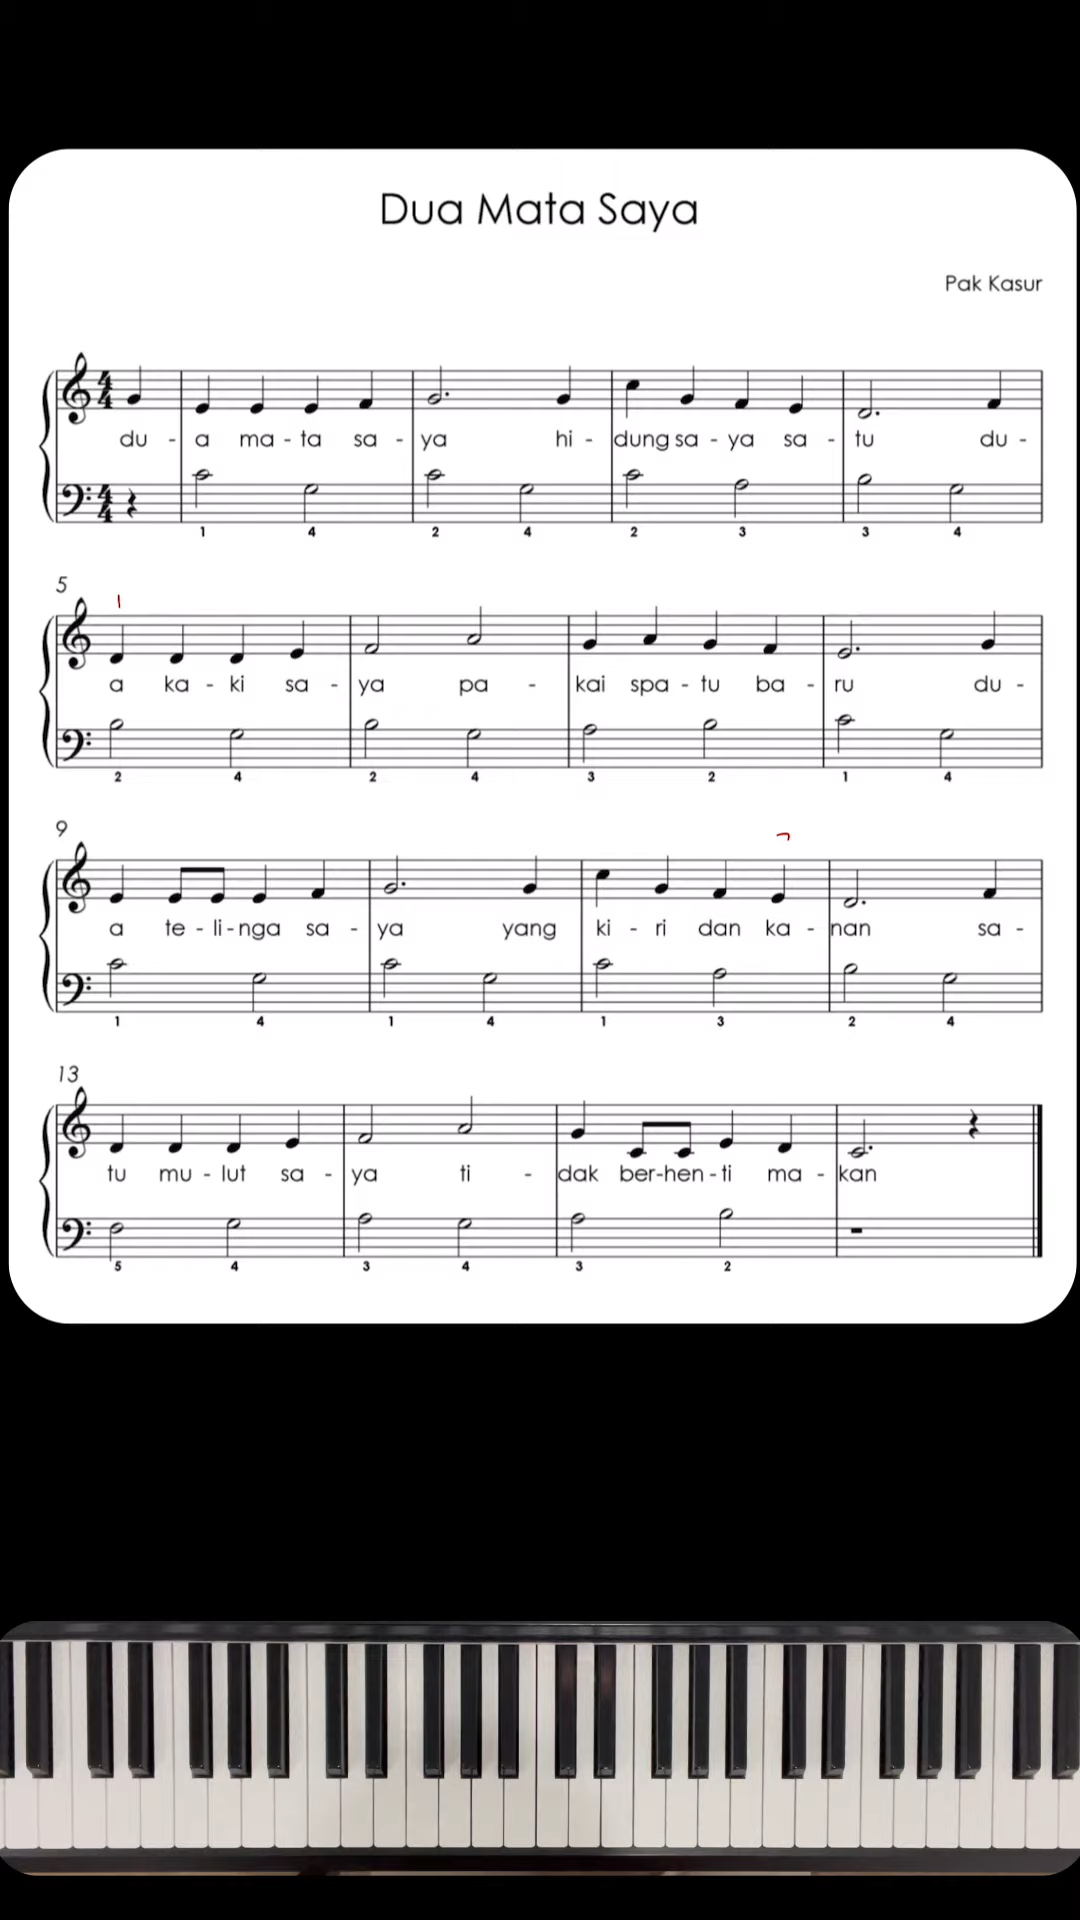 Dua Mata Saya
Pak Kasur
du - a ma - ta sa - ya hi - dung sa - ya sa - tu du -
1 4 2 4 2 3 3 4
5
a ka - ki sa - ya pa - kai spa - tu ba - ru du -
2 4 2 4 3 2 1 4
9
a te - li - nga sa - ya yang ki - ri dan ka - nan sa -
1 4 1 4 1 3 2 4
13
tu mu - lut sa - ya ti - dak ber - hen - ti ma - kan
5 4 3 4 3 2